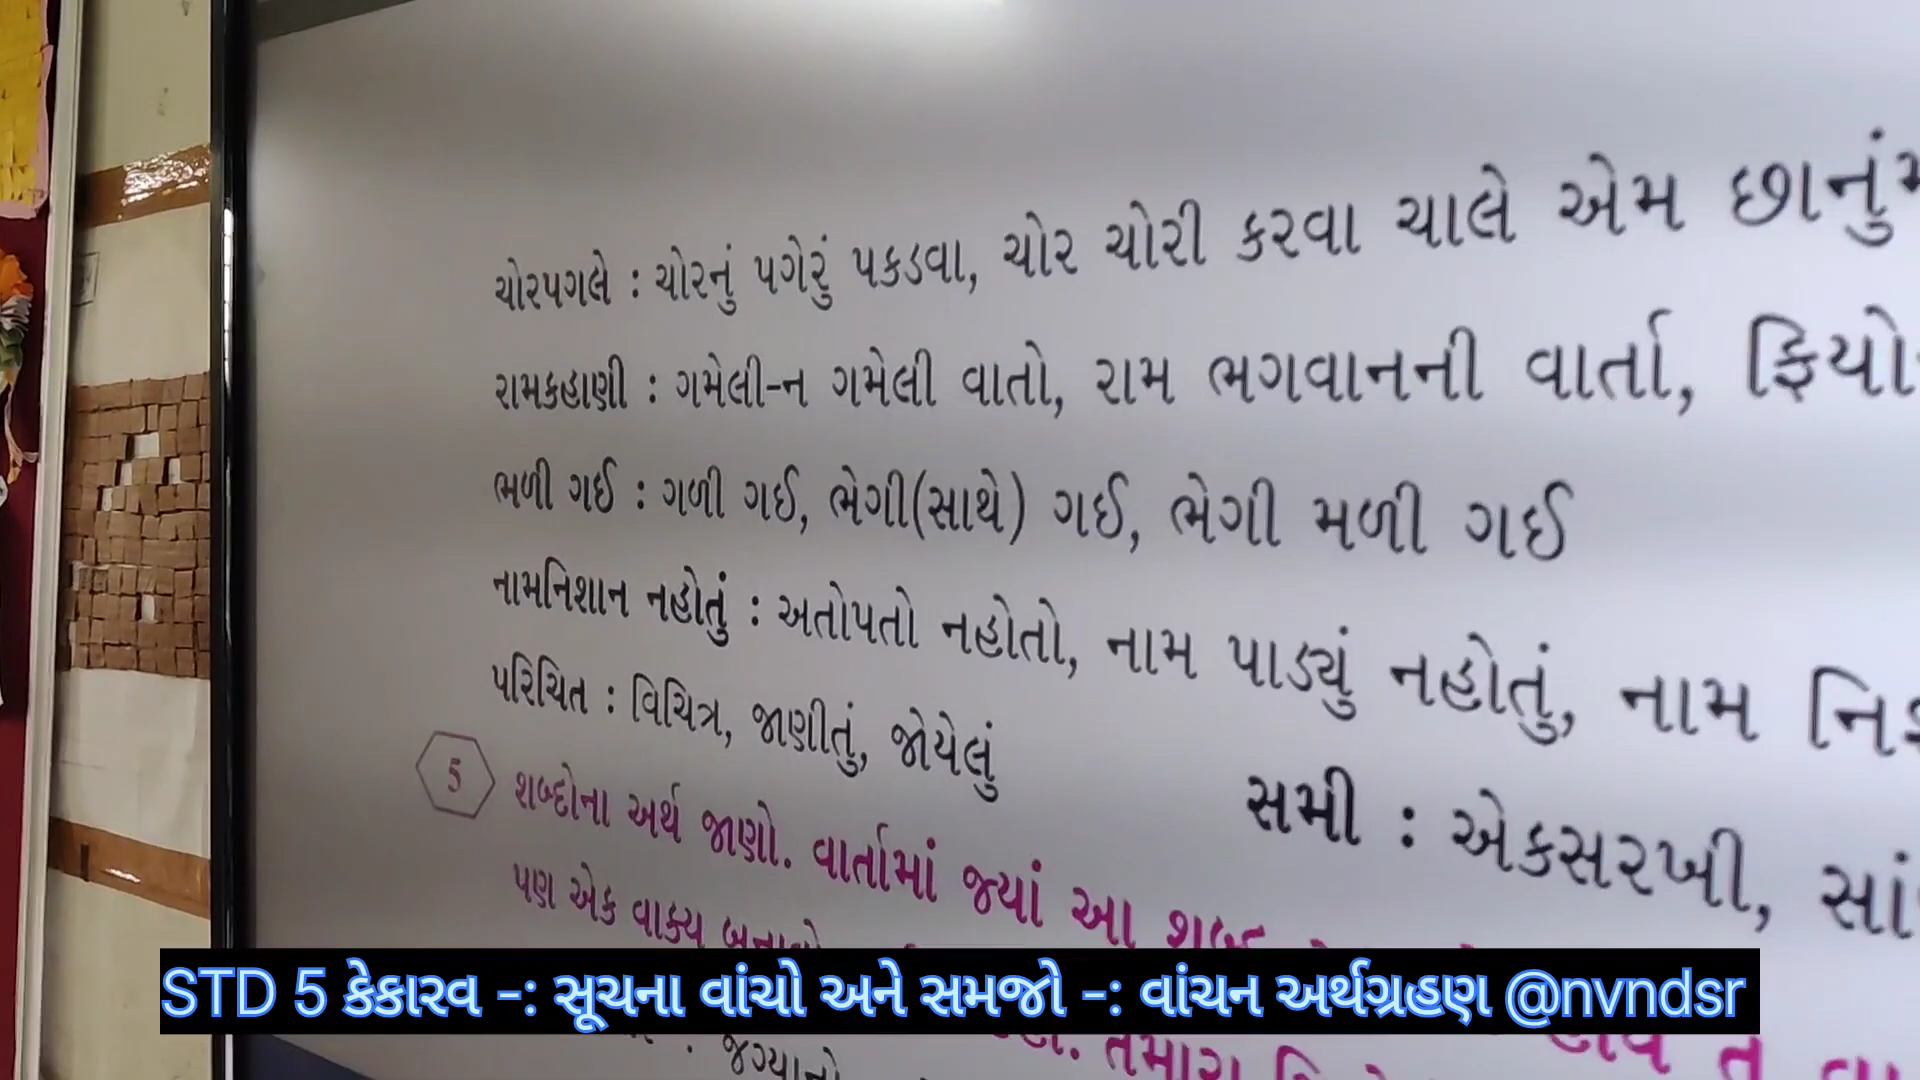 ચોરપગલે : ચોરનું પગેરું પકડવા, ચોર ચોરી કરવા ચાલે એમ છાનું
રામકહાણી : ગમેલી-ન ગમેલી વાતો, રામ ભગવાનની વાર્તા,
ભળી ગઈ : ગળી ગઈ, ભેગી(સાથે) ગઈ, ભેગી મળી ગઈ
નામનિશાન નહોતું : અતોપતો નહોતો, નામ પાડ્યું નહોતું, નામ
પરિચિત : વિચિત્ર, જાણીતું, જોયેલું
સમી : એકસરખી,
5 શબ્દોના અર્થ જાણો. વાર્તામાં જ્યાં આ
પણ એક વાક્ય
STD 5 કેકારવ -: સૂચના વાંચો અને સમજો -: વાંચન અર્થગ્રહણ @nvndsr